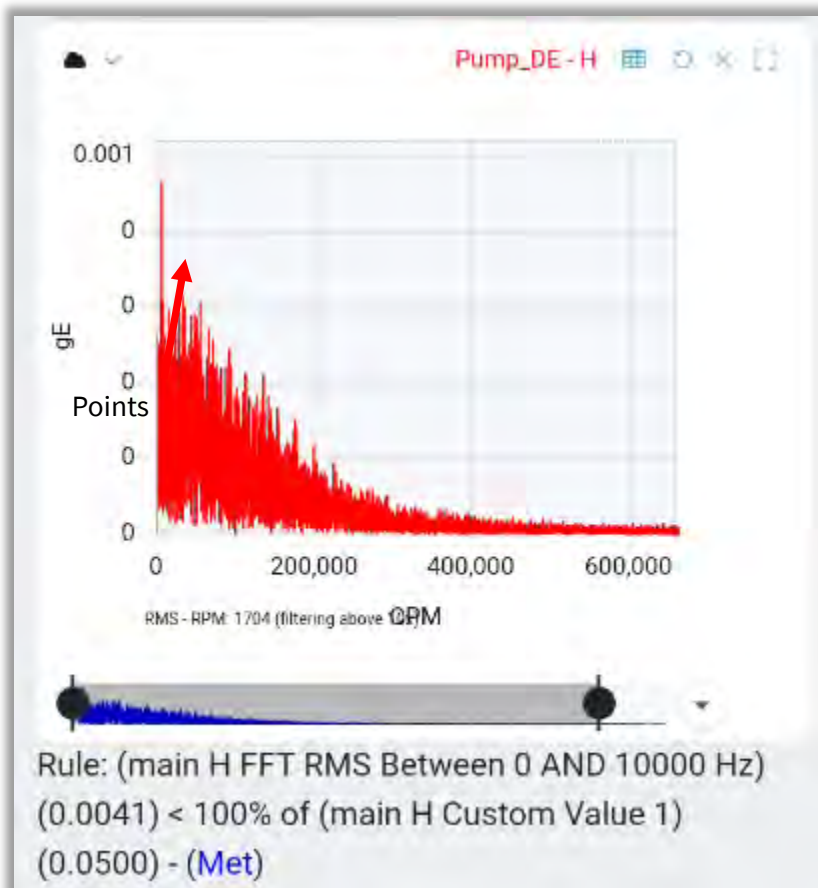 Pump_DE - H
0.001
0
0
0
Points
0
0
gE
0 200,000 400,000 600,000
RMS - RPM: 1704 (filtering above
CPM
Rule: (main H FFT RMS Between 0 AND 10000 Hz)
(0.0041) < 100% of (main H Custom Value 1)
(0.0500) - (Met)